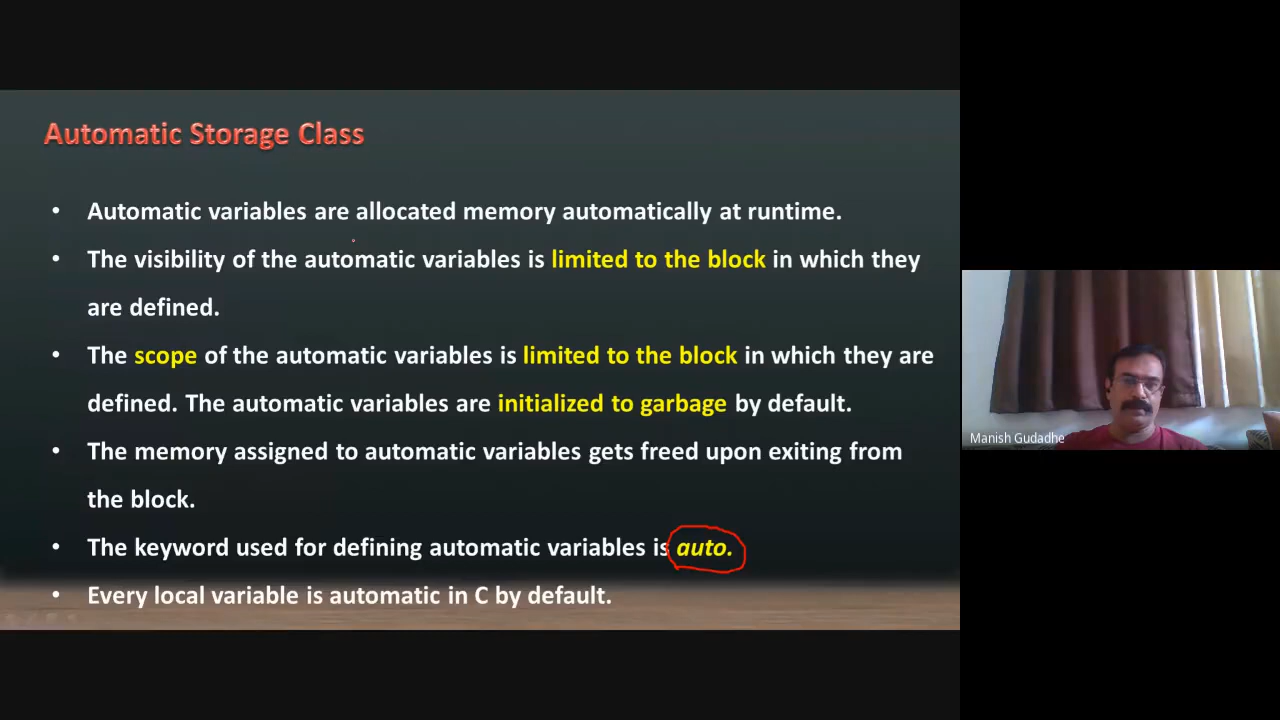 Automatic Storage Class
• Automatic variables are allocated memory automatically at runtime.
• The visibility of the automatic variables is limited to the block in which they
are defined.
• The scope of the automatic variables is limited to the block in which they are
defined. The automatic variables are initialized to garbage by default.
• The memory assigned to automatic variables gets freed upon exiting from
the block.
• The keyword used for defining automatic variables is auto.
• Every local variable is automatic in C by default.
Manish Gudadhe